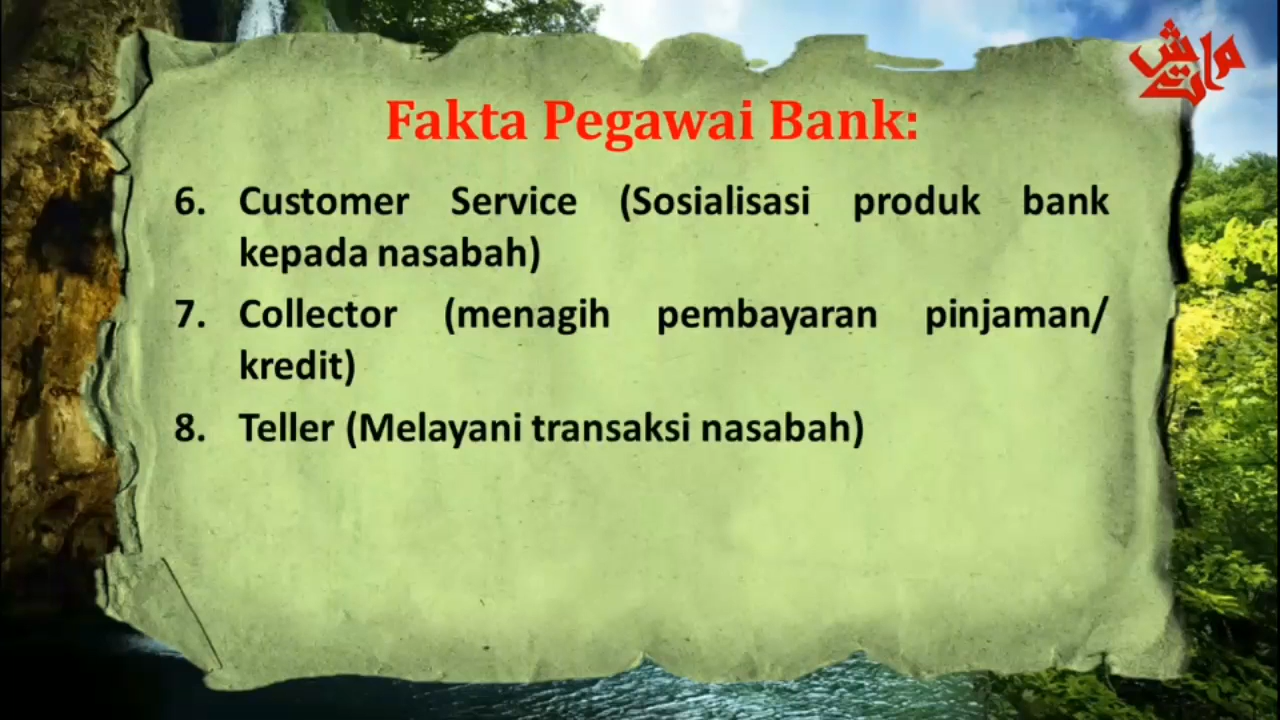 Fakta Pegawai Bank:
6. Customer Service (Sosialisasi produk bank
kepada nasabah)
7. Collector (menagih pembayaran pinjaman/
kredit)
8. Teller (Melayani transaksi nasabah)